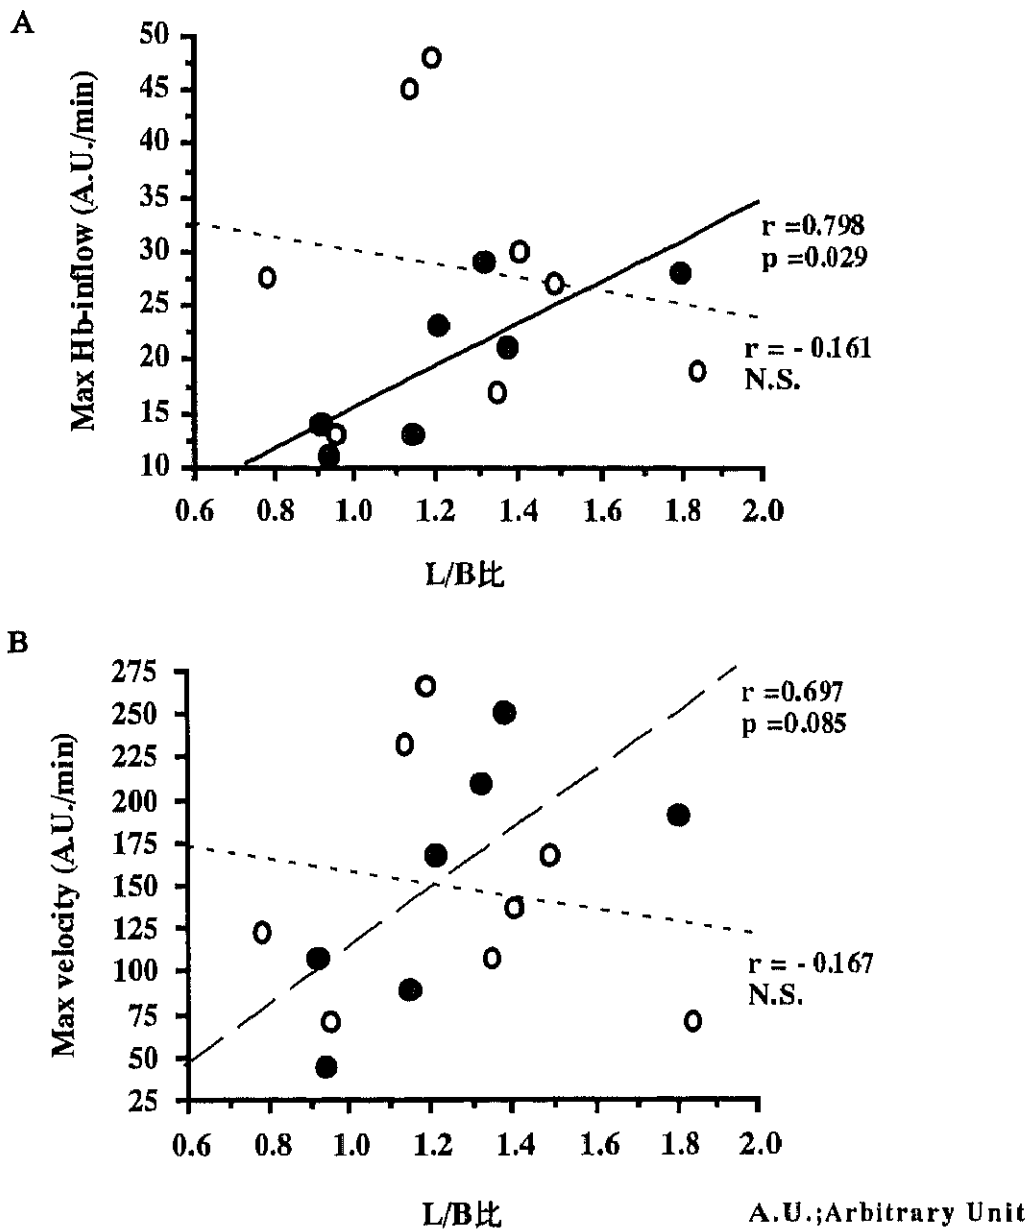 A
Max Hb-inflow (A.U./min)
50
45
40
35
30
25
20
15
10
r =0.798
p =0.029
r = - 0.161
N.S.
0.6 0.8 1.0 1.2 1.4 1.6 1.8 2.0
L/B比
B
Max velocity (A.U./min)
275
250
225
200
175
150
125
100
75
50
25
r =0.697
p =0.085
r = - 0.167
N.S.
0.6 0.8 1.0 1.2 1.4 1.6 1.8 2.0
L/B比
A.U.;Arbitrary Unit